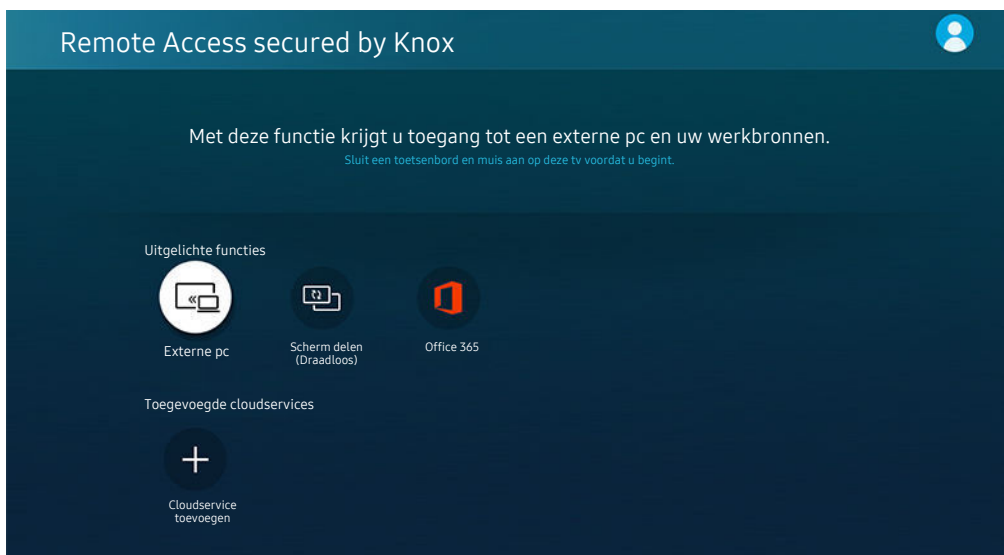 Remote Access secured by Knox
Met deze functie krijgt u toegang tot een externe pc en uw werkbronnen.
Sluit een toetsenbord en muis aan op deze tv voordat u begint.
Uitgelichte functies
Externe pc
Scherm delen
(Draadloos)
Office 365
Toegevoegde cloudservices
Cloudservice
toevoegen